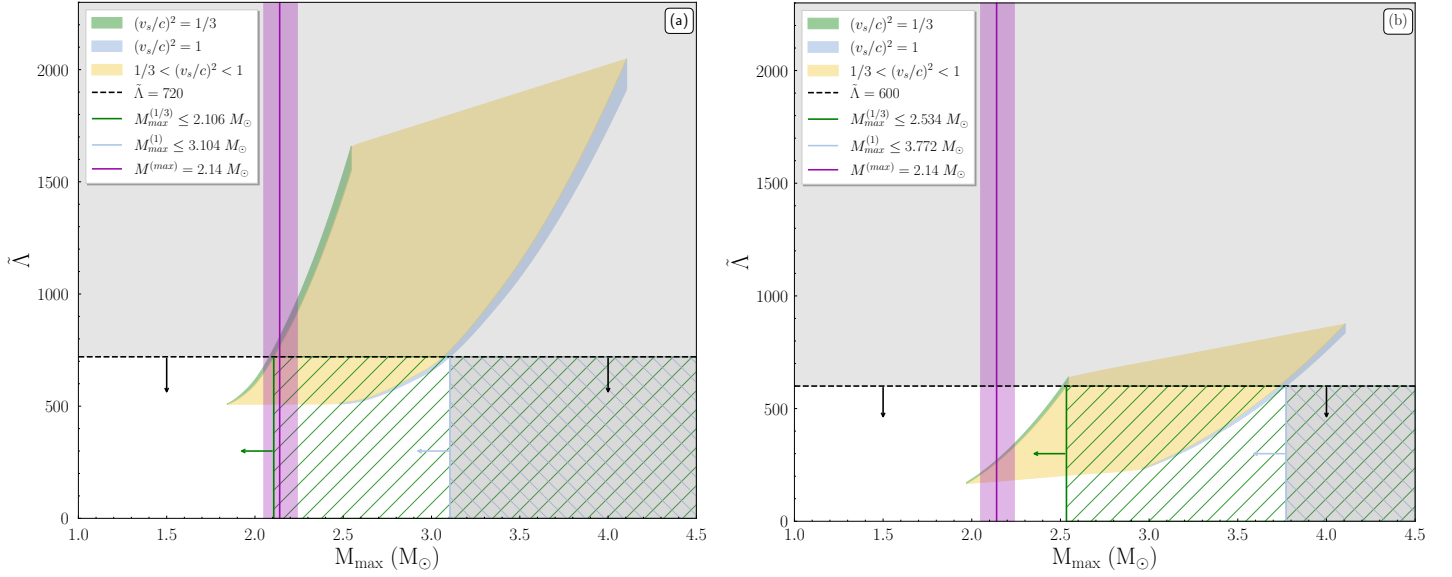 (a)
(v_s/c)² = 1/3
(v_s/c)² = 1
1/3 < (v_s/c)² < 1
Λ̃ = 720
M_max^(1/3) ≤ 2.106 M_⊙
M_max^(1) ≤ 3.104 M_⊙
M^(max) = 2.14 M_⊙
2000
1500
1000
500
0
Λ̃
1.0 1.5 2.0 2.5 3.0 3.5 4.0 4.5
M_max (M_⊙)
(b)
(v_s/c)² = 1/3
(v_s/c)² = 1
1/3 < (v_s/c)² < 1
Λ̃ = 600
M_max^(1/3) ≤ 2.534 M_⊙
M_max^(1) ≤ 3.772 M_⊙
M^(max) = 2.14 M_⊙
2000
1500
1000
500
0
Λ̃
1.0 1.5 2.0 2.5 3.0 3.5 4.0 4.5
M_max (M_⊙)